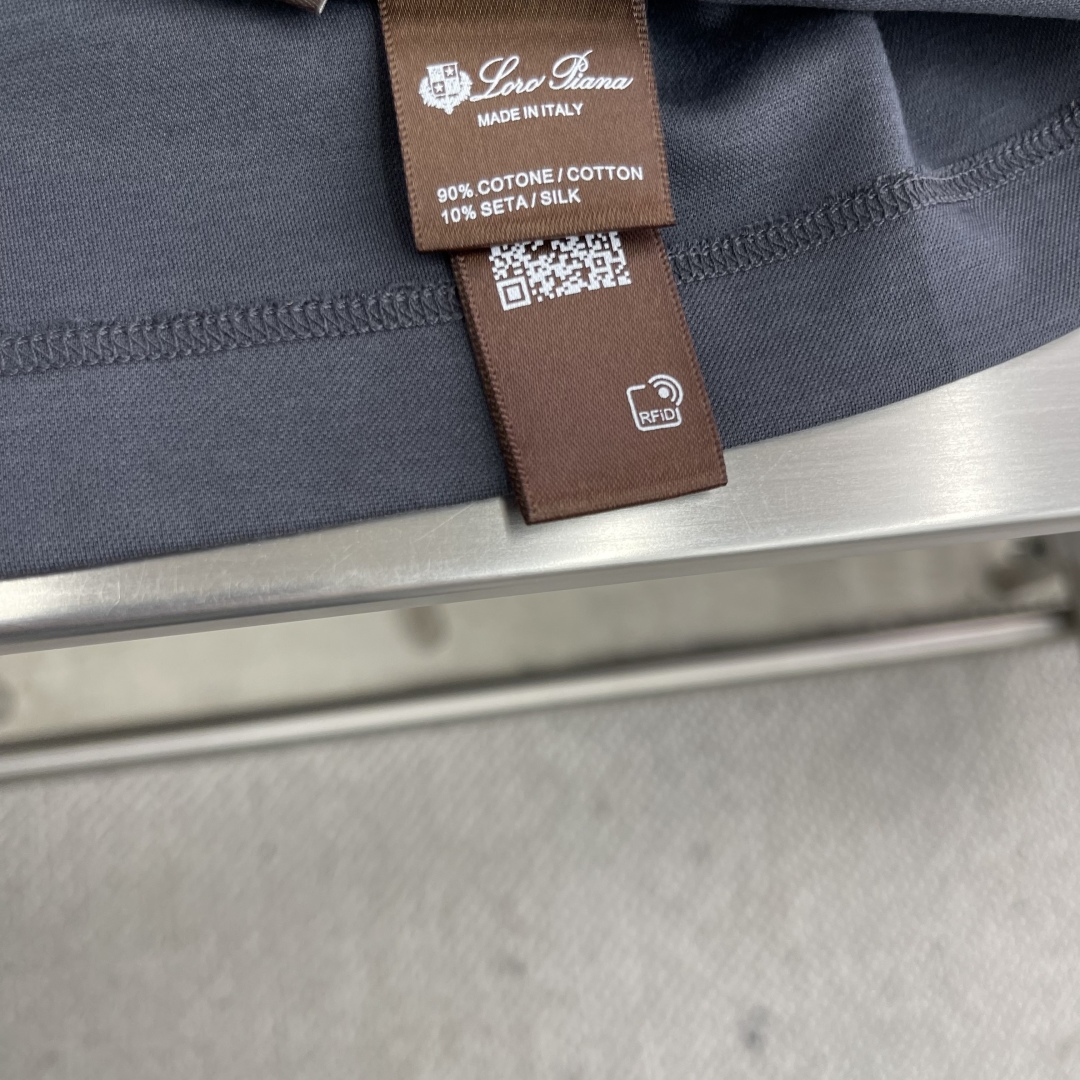 Loro Piana
MADE IN ITALY
90% COTONE / COTTON
10% SETA / SILK
RFiD